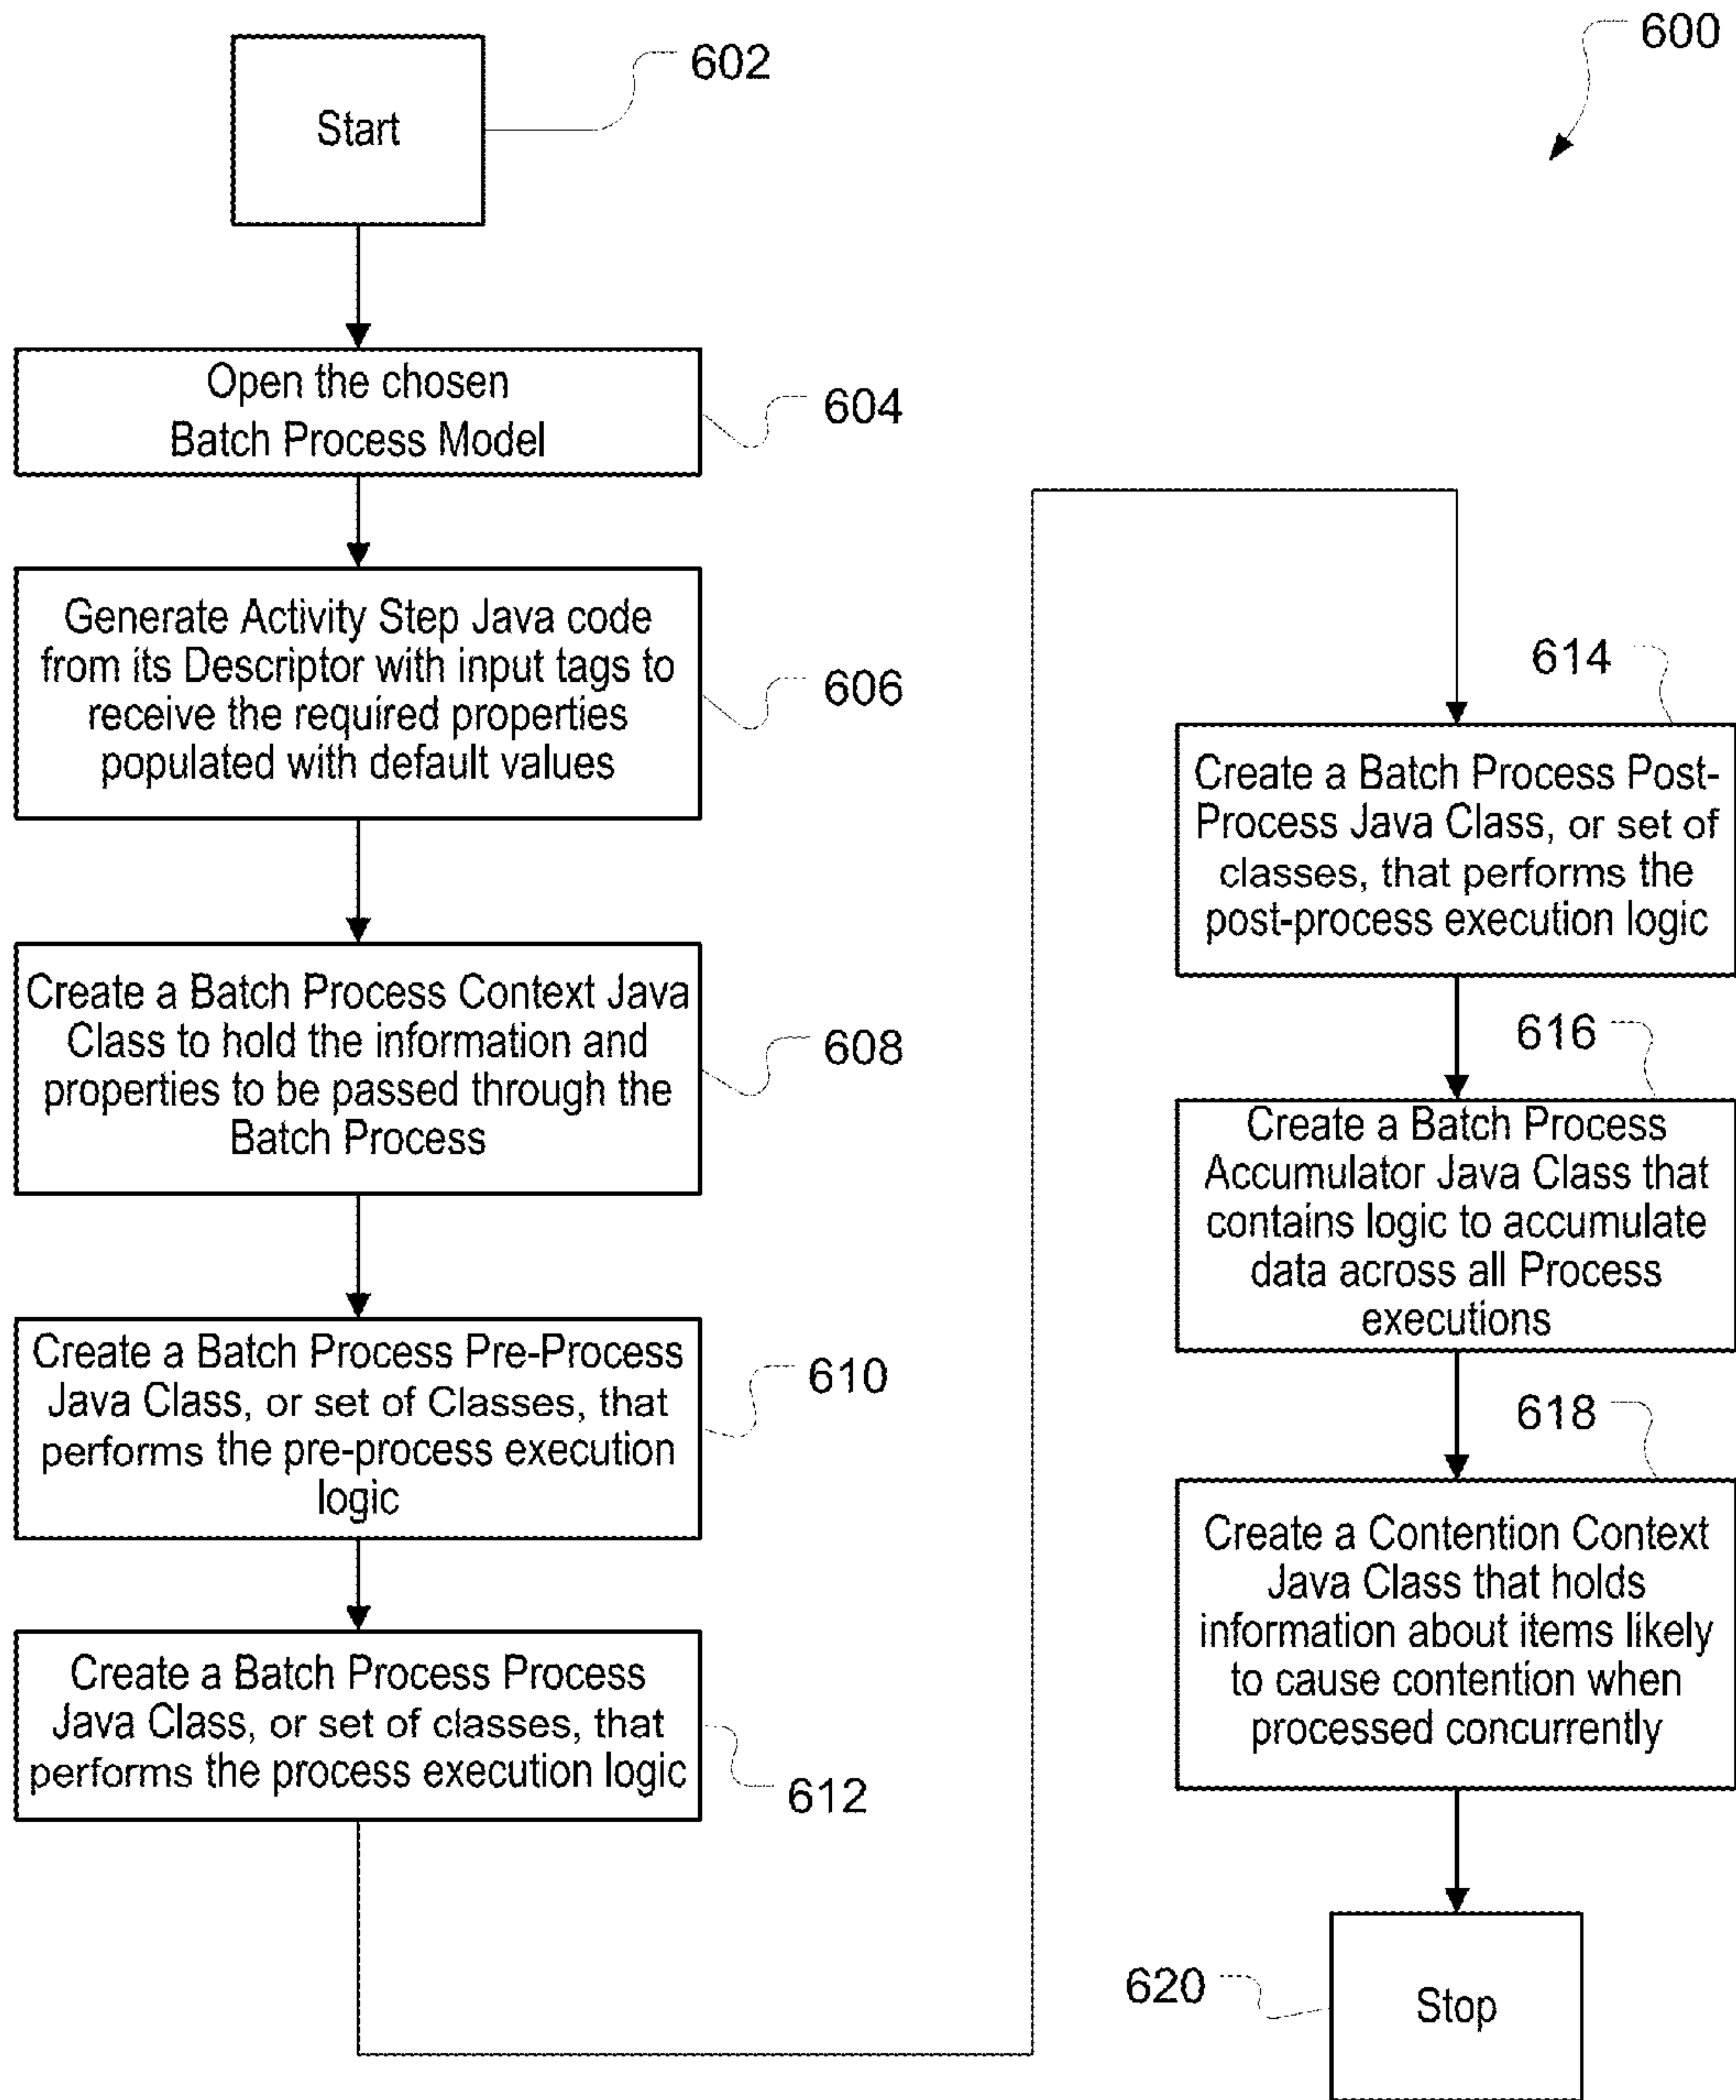 600
602
Start
Open the chosen
Batch Process Model
604
Generate Activity Step Java code
from its Descriptor with input tags to
receive the required properties
populated with default values
606
Create a Batch Process Context Java
Class to hold the information and
properties to be passed through the
Batch Process
608
Create a Batch Process Pre-Process
Java Class, or set of Classes, that
performs the pre-process execution
logic
610
Create a Batch Process Process
Java Class, or set of classes, that
performs the process execution logic
612
614
Create a Batch Process Post-
Process Java Class, or set of
classes, that performs the
post-process execution logic
616
Create a Batch Process
Accumulator Java Class that
contains logic to accumulate
data across all Process
executions
618
Create a Contention Context
Java Class that holds
information about items likely
to cause contention when
processed concurrently
620
Stop